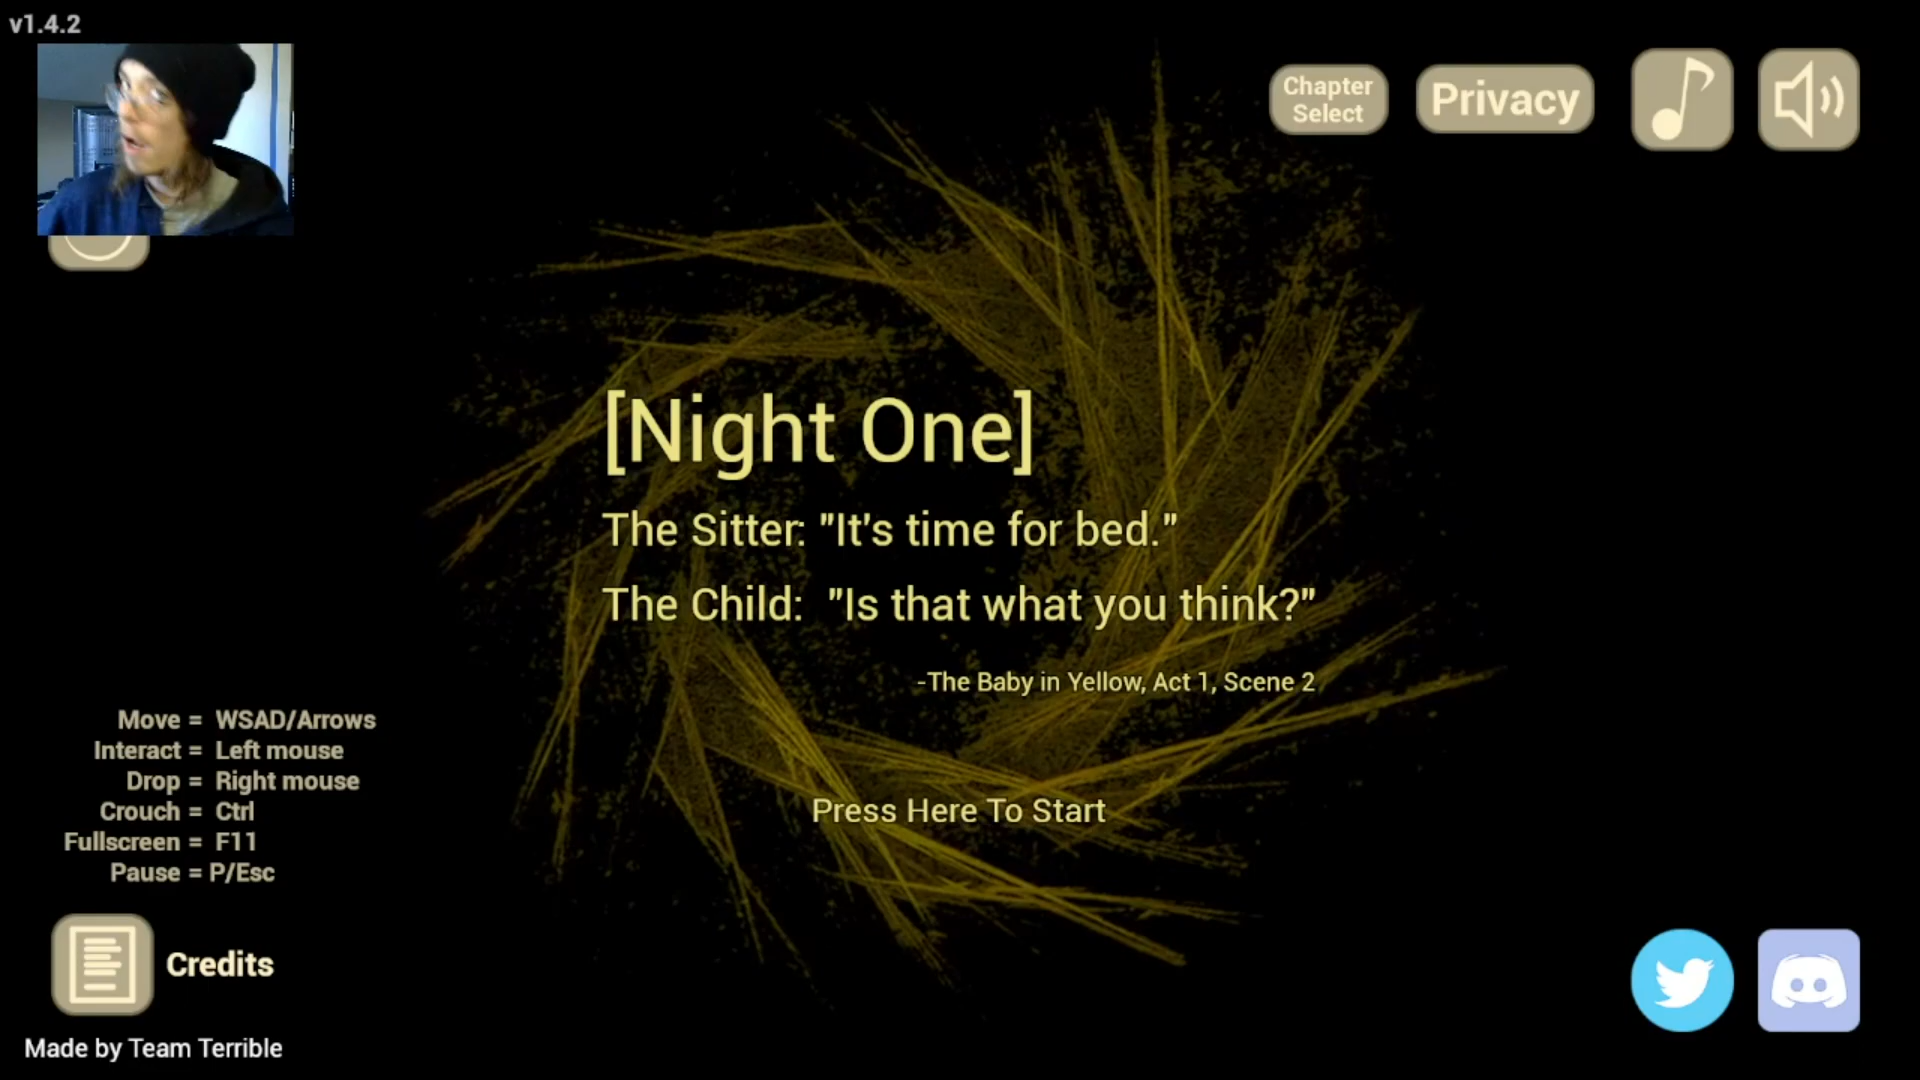 v1.4.2
Chapter
Select
Privacy
[Night One]
The Sitter: "It's time for bed."
The Child:  "Is that what you think?"
-The Baby in Yellow, Act 1, Scene 2
Press Here To Start
Move = WSAD/Arrows
Interact = Left mouse
Drop = Right mouse
Crouch = Ctrl
Fullscreen = F11
Pause = P/Esc
Credits
Made by Team Terrible